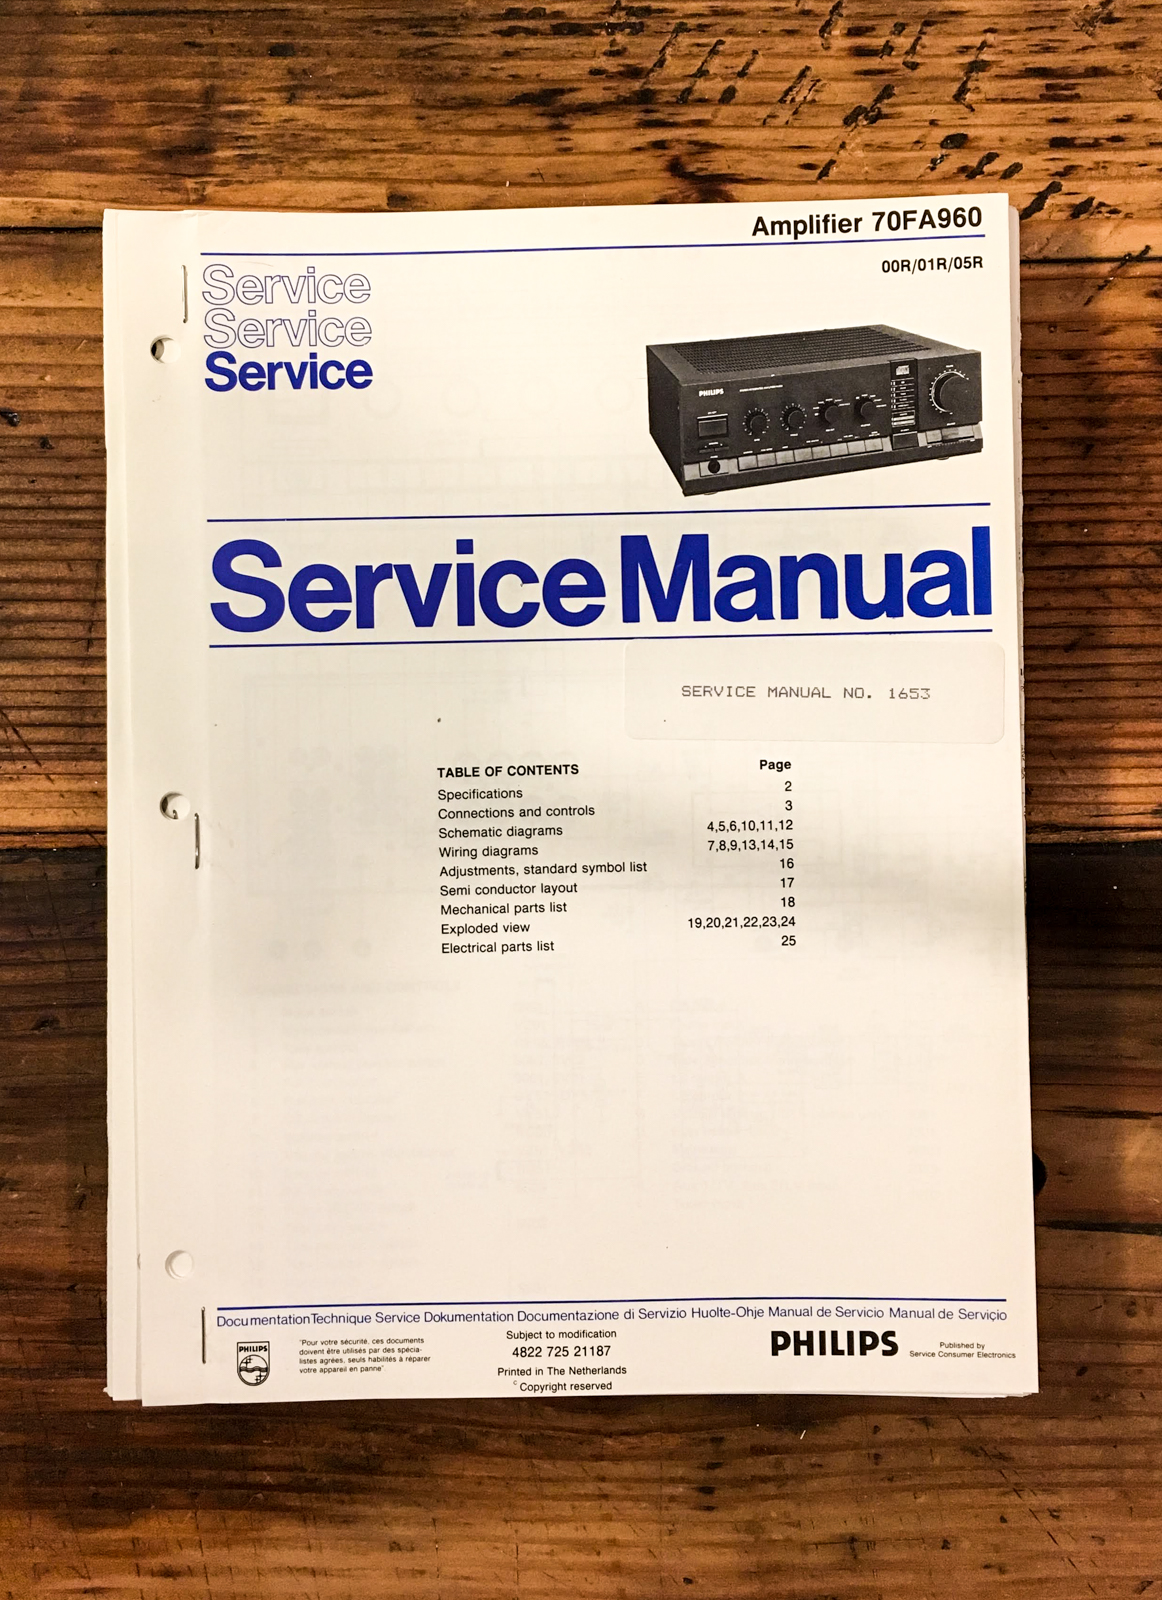 Amplifier 70FA960
00R/01R/05R
Service
Service
Service
PHILIPS
Service Manual
SERVICE MANUAL NO. 1653
TABLE OF CONTENTS Page
Specifications 2
Connections and controls 3
Schematic diagrams 4,5,6,10,11,12
Wiring diagrams 7,8,9,13,14,15
Adjustments, standard symbol list 16
Semi conductor layout 17
Mechanical parts list 18
Exploded view 19,20,21,22,23,24
Electrical parts list 25
Documentation Technique Service Dokumentation Documentazione di Servizio Huolte-Ohje Manual de Servicio Manual de Serviçio
PHILIPS
"Pour votre sécurité, ces documents
doivent être utilisés par des spécia-
listes agréés, seuls habilités à réparer
votre appareil en panne".
Subject to modification
4822 725 21187
Printed in The Netherlands
© Copyright reserved
PHILIPS
Published by
Service Consumer Electronics